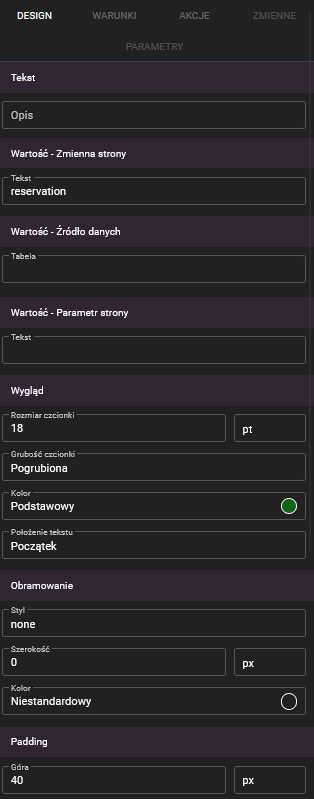 DESIGN WARUNKI AKCJE ZMIENNE
PARAMETRY
Tekst
Opis
Wartość - Zmienna strony
Tekst
reservation
Wartość - Źródło danych
Tabela
Wartość - Parametr strony
Tekst
Wygląd
Rozmiar czcionki
18 pt
Grubość czcionki
Pogrubiona
Kolor
Podstawowy
Położenie tekstu
Początek
Obramowanie
Styl
none
Szerokość
0 px
Kolor
Niestandardowy
Padding
Góra
40 px